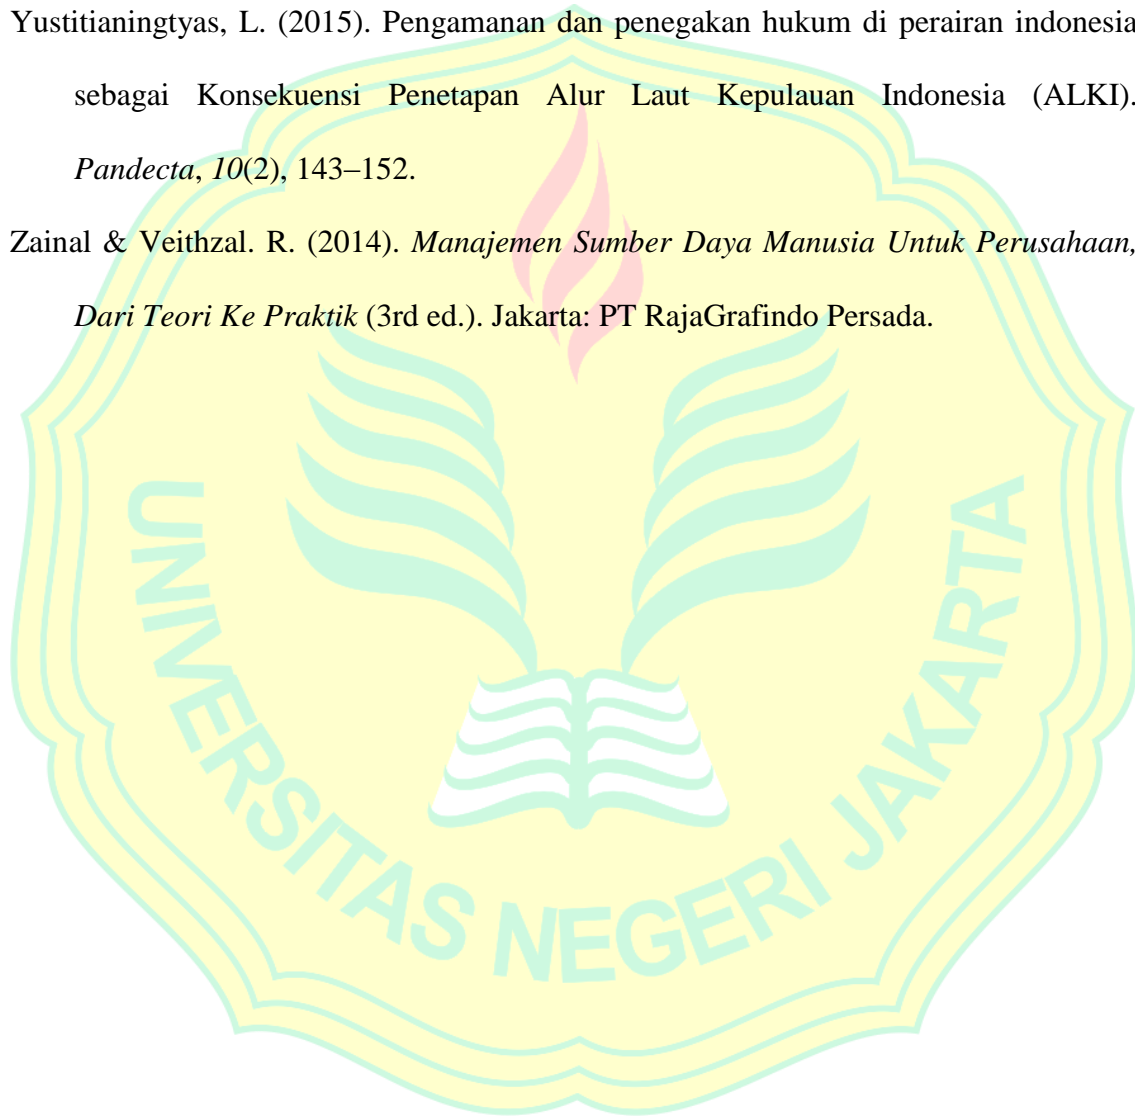 Yustitianingtyas, L. (2015). Pengamanan dan penegakan hukum di perairan indonesia
sebagai Konsekuensi Penetapan Alur Laut Kepulauan Indonesia (ALKI).
Pandecta, 10(2), 143–152.
Zainal & Veithzal. R. (2014). Manajemen Sumber Daya Manusia Untuk Perusahaan,
Dari Teori Ke Praktik (3rd ed.). Jakarta: PT RajaGrafindo Persada.
UNIVERSITAS NEGERI JAKARTA